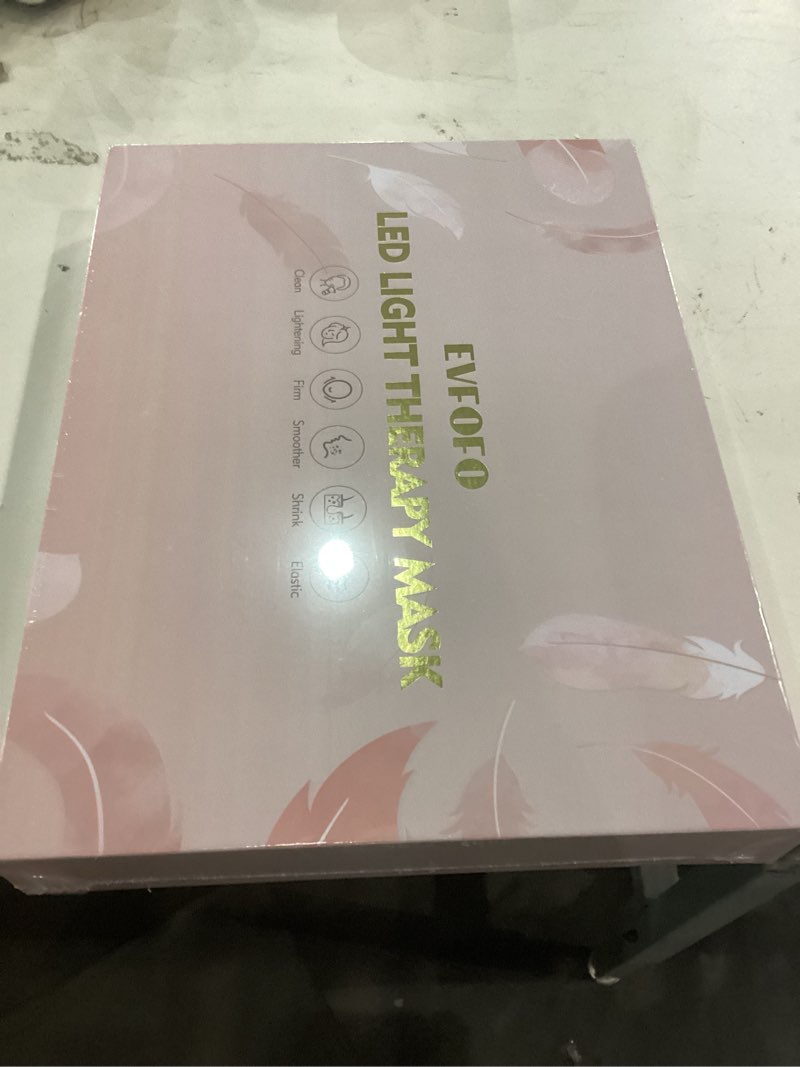 EVFOFO
LED LIGHT THERAPY MASK
Clean Lightening Firm Smoother Shrink Elastic